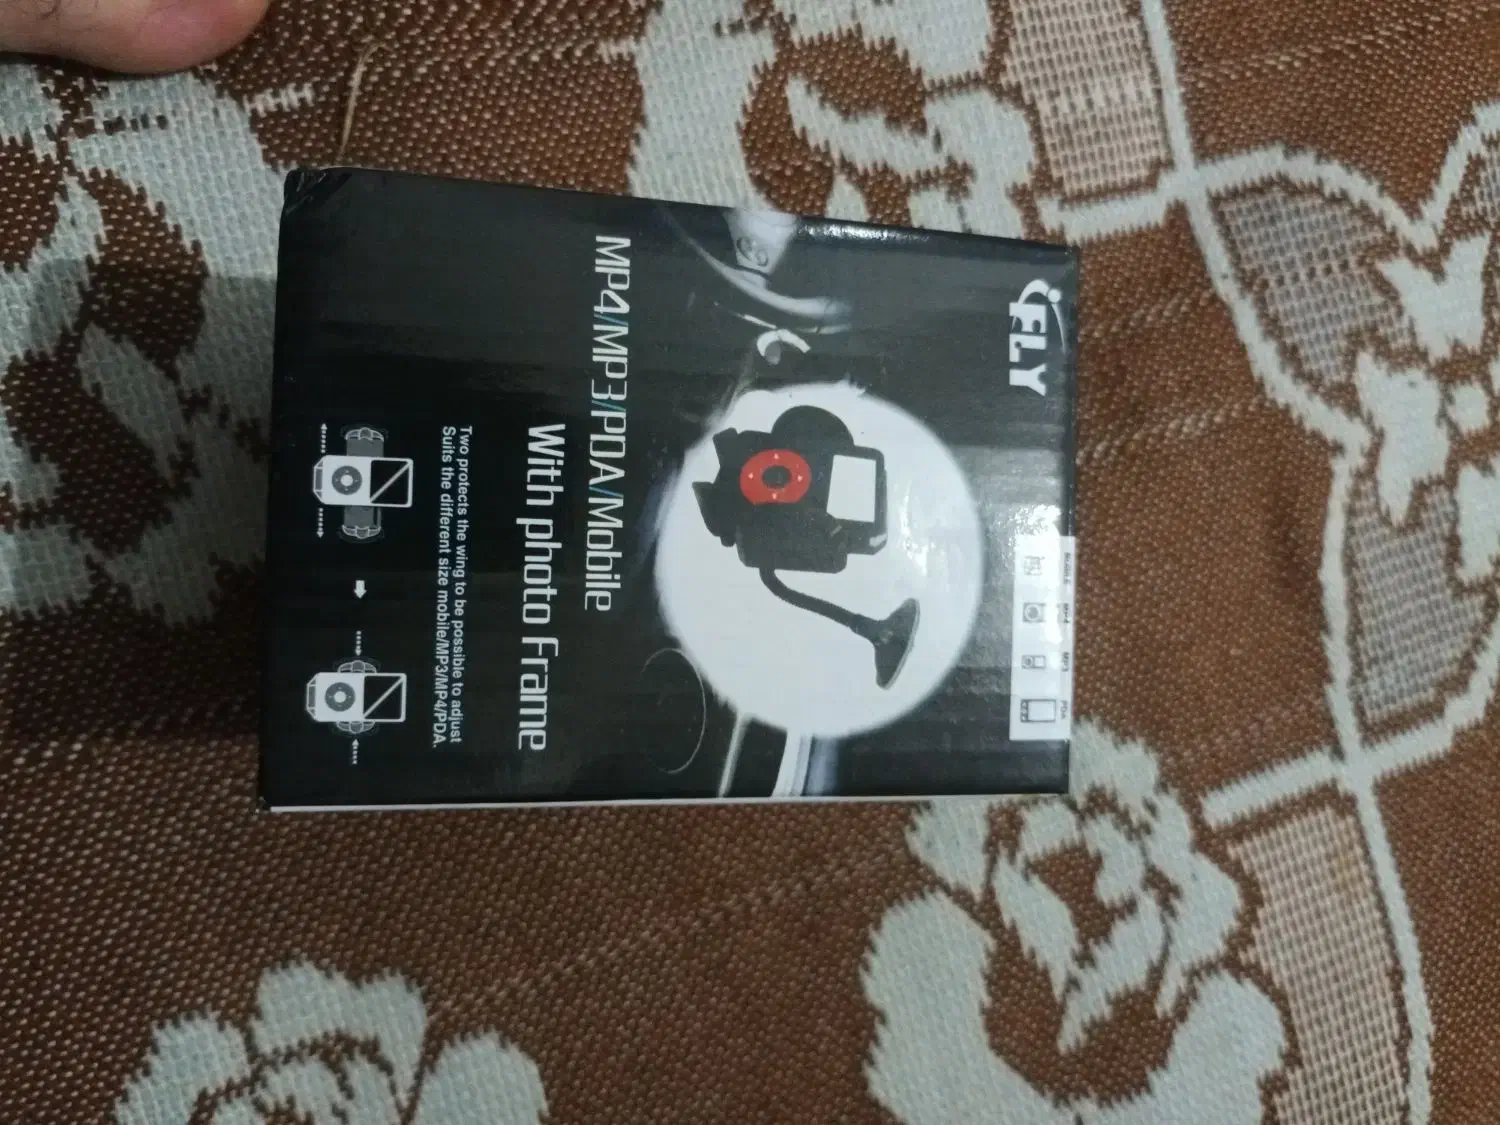 iFLY
MOBILE MP4 MP3 PDA
MP4/MP3/PDA/Mobile
With photo Frame
Two protects the wing to be possible to adjust
Suits the different size mobile/MP3/MP4/PDA.